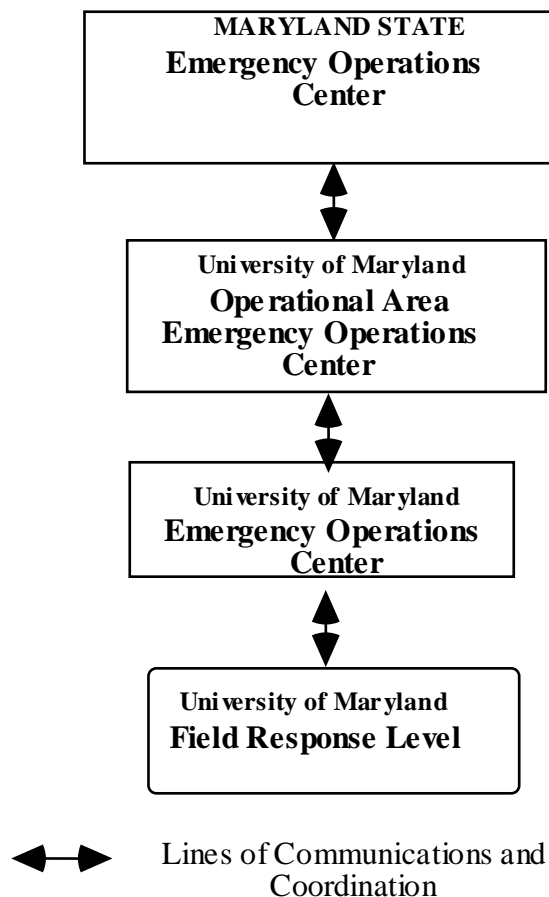 MARYLAND STATE
Emergency Operations
Center
University of Maryland
Operational Area
Emergency Operations
Center
University of Maryland
Emergency Operations
Center
University of Maryland
Field Response Level
Lines of Communications and
Coordination